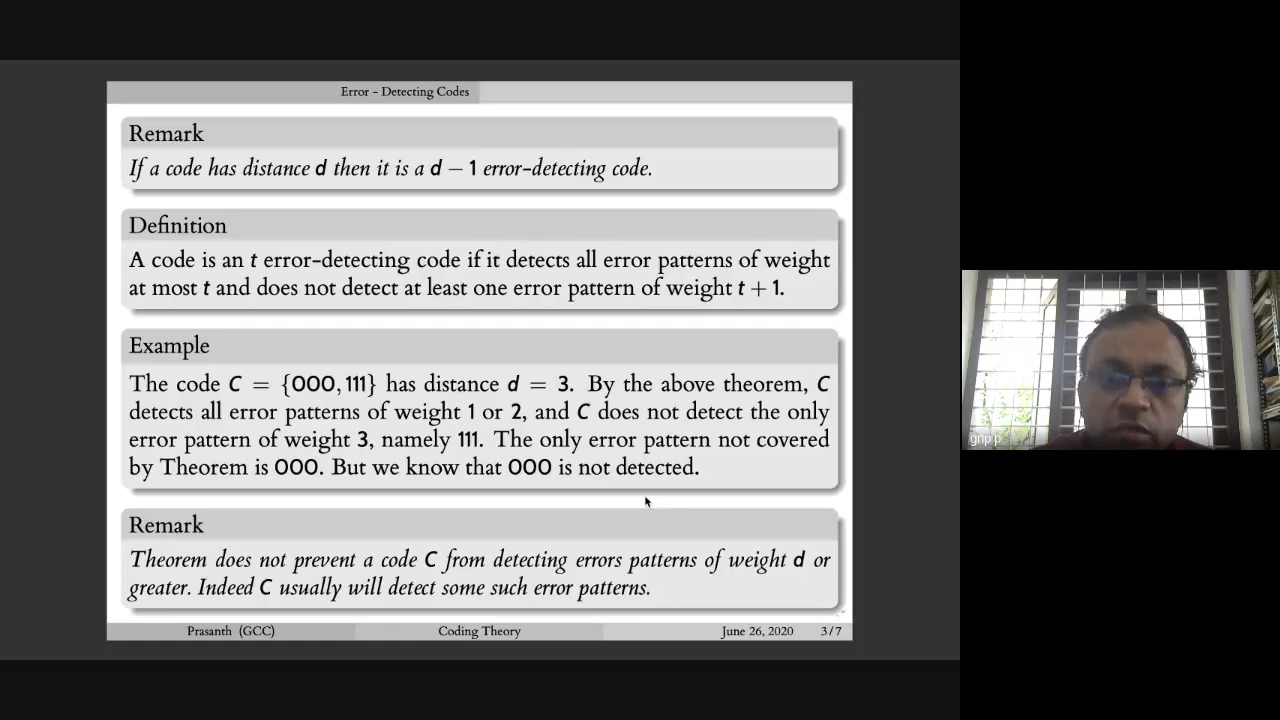 Error - Detecting Codes
Remark
If a code has distance d then it is a d − 1 error-detecting code.
Definition
A code is an t error-detecting code if it detects all error patterns of weight
at most t and does not detect at least one error pattern of weight t + 1.
Example
The code C = {000, 111} has distance d = 3. By the above theorem, C
detects all error patterns of weight 1 or 2, and C does not detect the only
error pattern of weight 3, namely 111. The only error pattern not covered
by Theorem is 000. But we know that 000 is not detected.
Remark
Theorem does not prevent a code C from detecting errors patterns of weight d or
greater. Indeed C usually will detect some such error patterns.
Prasanth (GCC) Coding Theory June 26, 2020 3/7
gnp p